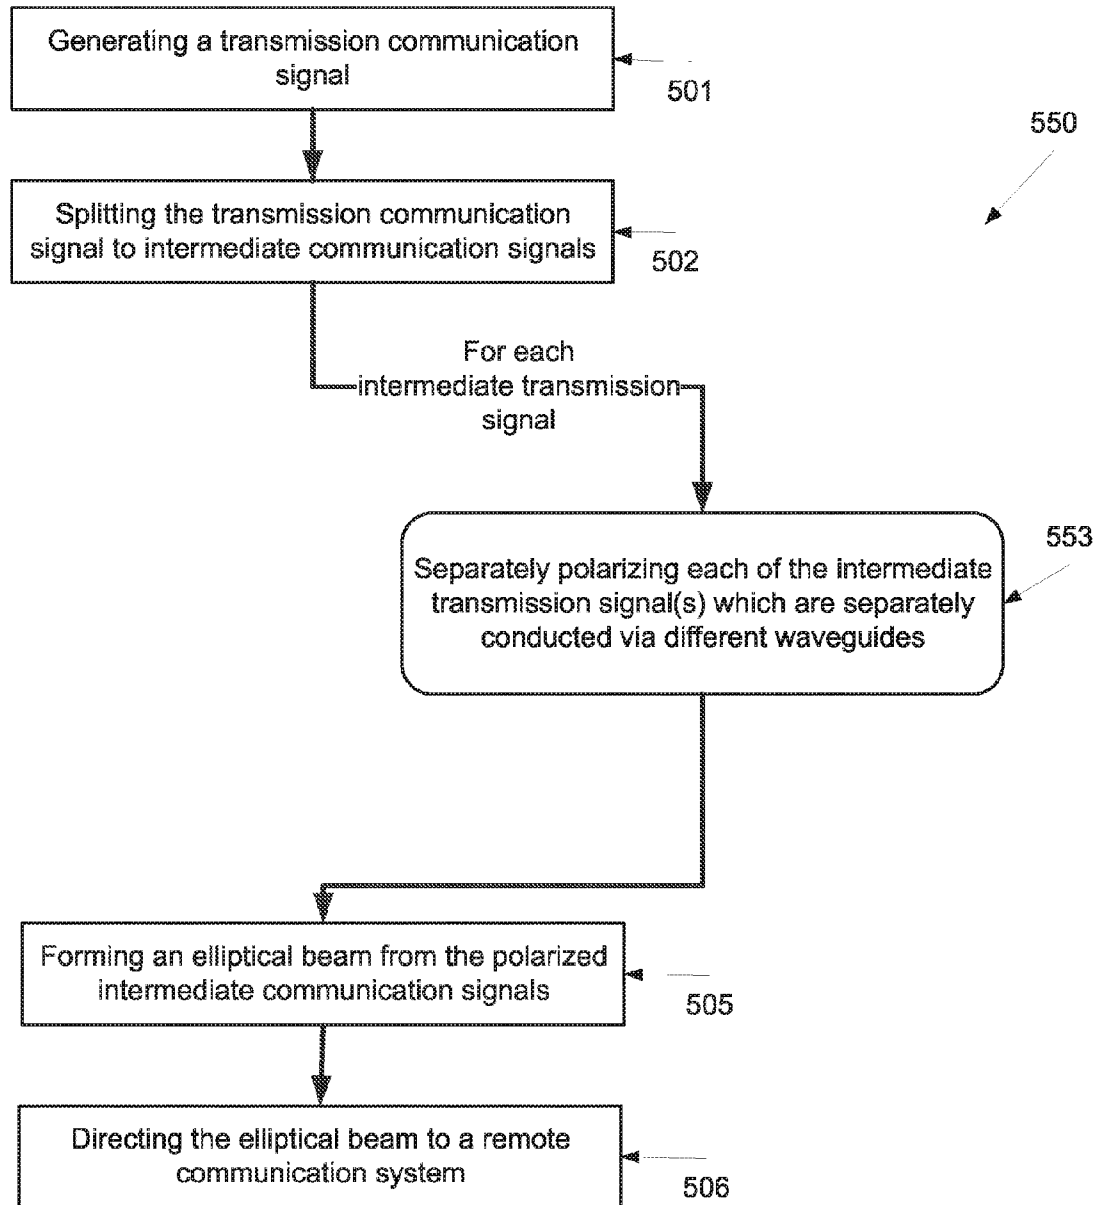 Generating a transmission communication
signal
501
550
Splitting the transmission communication
signal to intermediate communication signals
502
For each
intermediate transmission
signal
553
Separately polarizing each of the intermediate
transmission signal(s) which are separately
conducted via different waveguides
Forming an elliptical beam from the polarized
intermediate communication signals
505
Directing the elliptical beam to a remote
communication system
506